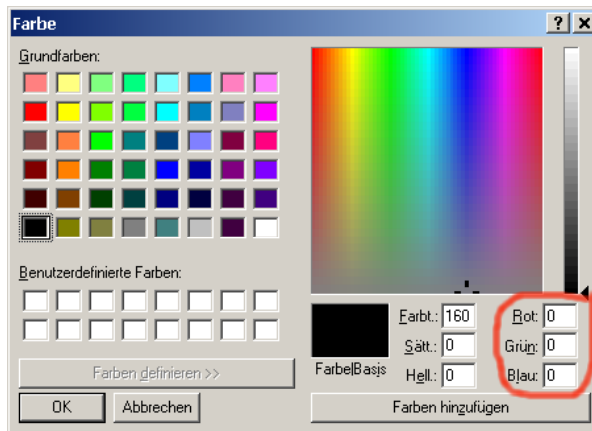 Farbe
Grundfarben:
Benutzerdefinierte Farben:
Farben definieren >>
OK Abbrechen
Farbe|Basis
Farbt.: 160
Sätt.: 0
Hell.: 0
Rot: 0
Grün: 0
Blau: 0
Farben hinzufügen